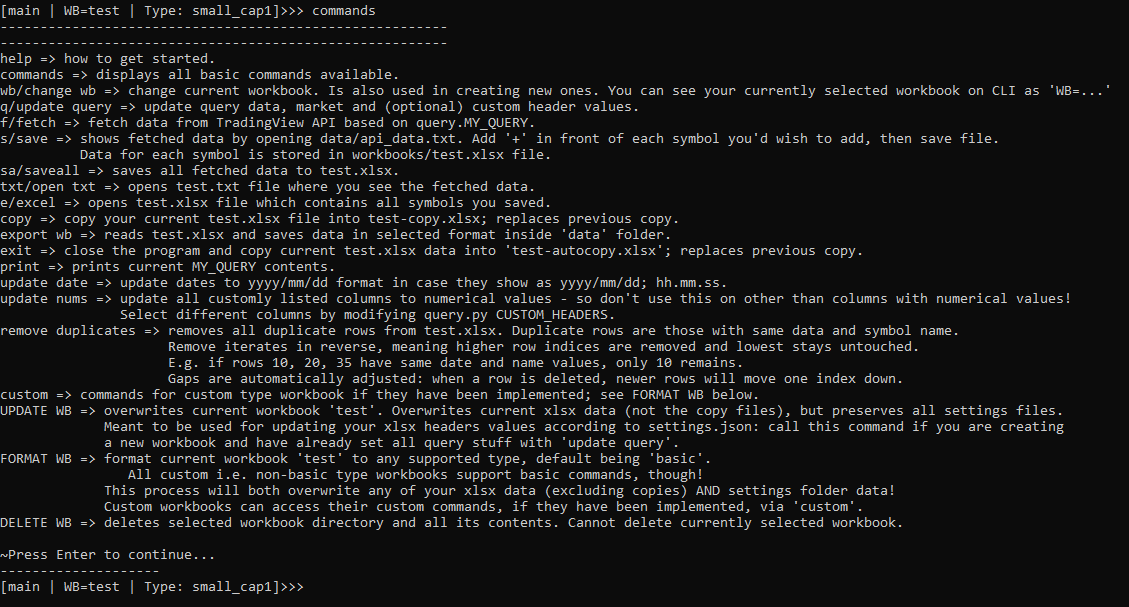 [main | WB=test | Type: small_cap1]>>> commands
--------------------------------------------------------
--------------------------------------------------------
help => how to get started.
commands => displays all basic commands available.
wb/change wb => change current workbook. Is also used in creating new ones. You can see your currently selected workbook on CLI as 'WB=...'
q/update query => update query data, market and (optional) custom header values.
f/fetch => fetch data from TradingView API based on query.MY_QUERY.
s/save => shows fetched data by opening data/api_data.txt. Add '+' in front of each symbol you'd wish to add, then save file.
Data for each symbol is stored in workbooks/test.xlsx file.
sa/saveall => saves all fetched data to test.xlsx.
txt/open txt => opens test.txt file where you see the fetched data.
e/excel => opens test.xlsx file which contains all symbols you saved.
copy => copy your current test.xlsx file into test-copy.xlsx; replaces previous copy.
export wb => reads test.xlsx and saves data in selected format inside 'data' folder.
exit => close the program and copy current test.xlsx data into 'test-autocopy.xlsx'; replaces previous copy.
print => prints current MY_QUERY contents.
update date => update dates to yyyy/mm/dd format in case they show as yyyy/mm/dd; hh.mm.ss.
update nums => update all customly listed columns to numerical values - so don't use this on other than columns with numerical values!
Select different columns by modifying query.py CUSTOM_HEADERS.
remove duplicates => removes all duplicate rows from test.xlsx. Duplicate rows are those with same data and symbol name.
Remove iterates in reverse, meaning higher row indices are removed and lowest stays untouched.
E.g. if rows 10, 20, 35 have same date and name values, only 10 remains.
Gaps are automatically adjusted: when a row is deleted, newer rows will move one index down.
custom => commands for custom type workbook if they have been implemented; see FORMAT WB below.
UPDATE WB => overwrites current workbook 'test'. Overwrites current xlsx data (not the copy files), but preserves all settings files.
Meant to be used for updating your xlsx headers values according to settings.json: call this command if you are creating
a new workbook and have already set all query stuff with 'update query'.
FORMAT WB => format current workbook 'test' to any supported type, default being 'basic'.
All custom i.e. non-basic type workbooks support basic commands, though!
This process will both overwrite any of your xlsx data (excluding copies) AND settings folder data!
Custom workbooks can access their custom commands, if they have been implemented, via 'custom'.
DELETE WB => deletes selected workbook directory and all its contents. Cannot delete currently selected workbook.
~Press Enter to continue...
--------------------
[main | WB=test | Type: small_cap1]>>>